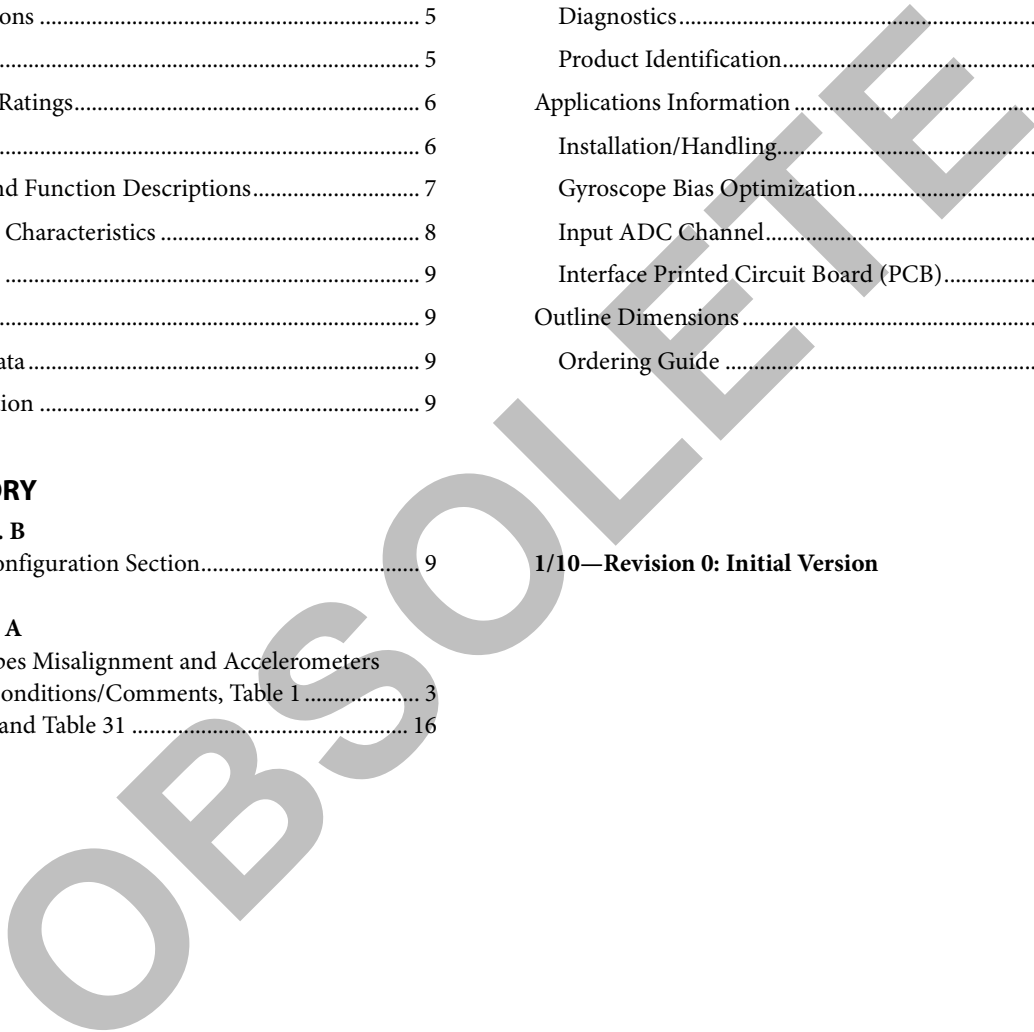 ons ........ 5
........ 5
Ratings........ 6
........ 6
nd Function Descriptions........ 7
Characteristics ........ 8
........ 9
........ 9
ata........ 9
ion ........ 9
ORY
. B
onfiguration Section........ 9
A
pes Misalignment and Accelerometers
onditions/Comments, Table 1........ 3
and Table 31 ........ 16
Diagnostics........
Product Identification........
Applications Information ........
Installation/Handling........
Gyroscope Bias Optimization........
Input ADC Channel........
Interface Printed Circuit Board (PCB)........
Outline Dimensions........
Ordering Guide ........
1/10—Revision 0: Initial Version
OBSOLETE